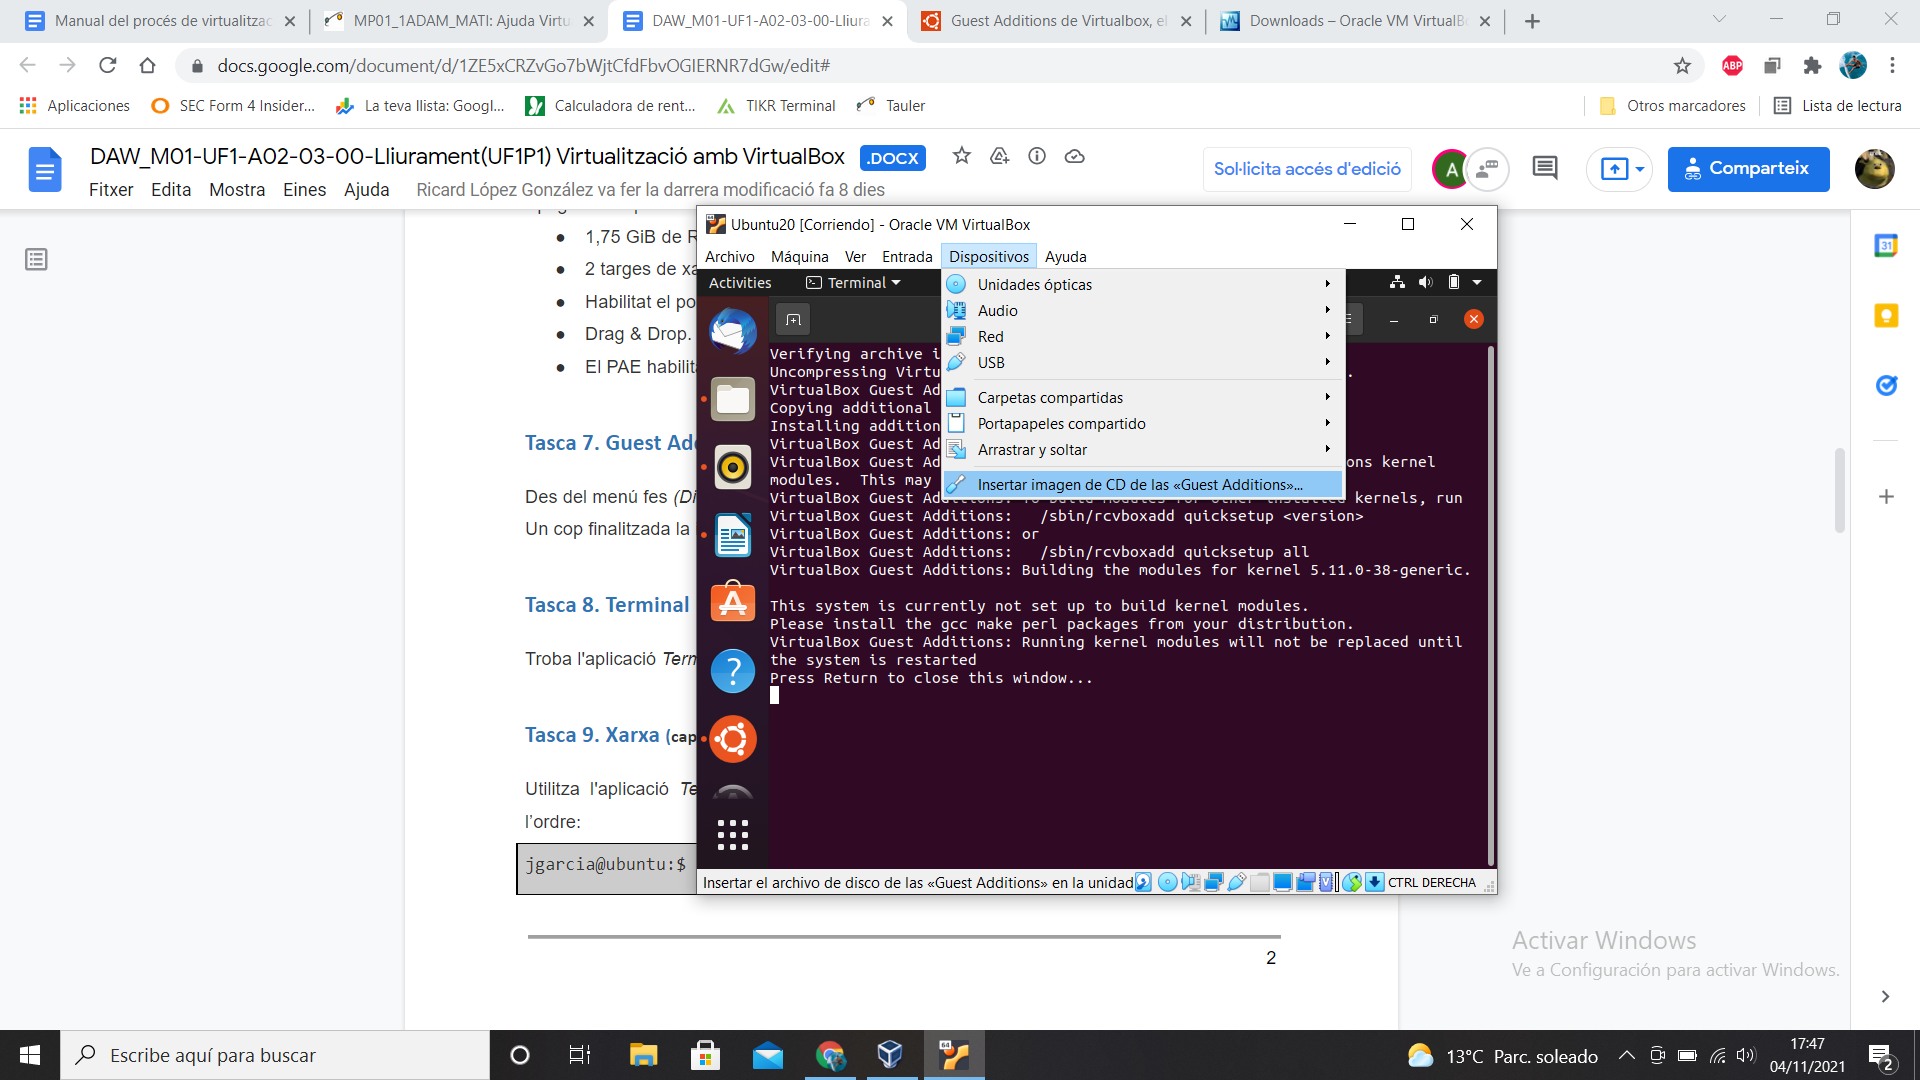 Manual del procés de virtualitzac
MP01_1ADAM_MATI: Ajuda Virtu
DAW_M01-UF1-A02-03-00-Lliura
Guest Additions de Virtualbox, el
Downloads – Oracle VM VirtualB
docs.google.com/document/d/1ZE5xCRZvGo7bWjtCfdFbvOGIERNR7dGw/edit#
ABP
Aplicaciones
SEC Form 4 Insider...
La teva llista: Googl...
Calculadora de rent...
TIKR Terminal
Tauler
Otros marcadores
Lista de lectura
DAW_M01-UF1-A02-03-00-Lliurament(UF1P1) Virtualització amb VirtualBox
.DOCX
Fitxer Edita Mostra Eines Ajuda
Ricard López González va fer la darrera modificació fa 8 dies
Sol·licita accés d'edició
A
Comparteix
31
● 1,75 GiB de R
● 2 targes de xa
● Habilitat el po
● Drag & Drop.
● El PAE habilita
Tasca 7. Guest Add
Des del menú fes (Di
Un cop finalitzada la
Tasca 8. Terminal
Troba l'aplicació Term
Tasca 9. Xarxa (cap
Utilitza l'aplicació Te
l'ordre:
jgarcia@ubuntu:$
2
Ubuntu20 [Corriendo] - Oracle VM VirtualBox
Archivo Máquina Ver Entrada Dispositivos Ayuda
Activities
Terminal
Unidades ópticas
Audio
Red
USB
Carpetas compartidas
Portapapeles compartido
Arrastrar y soltar
Insertar imagen de CD de las «Guest Additions»...
Verifying archive i
Uncompressing Virtu .
VirtualBox Guest Ad
Copying additional
Installing addition
VirtualBox Guest Ad
VirtualBox Guest Ad ons kernel
modules. This may
VirtualBox Guest Additions: To build modules for other installed kernels, run
VirtualBox Guest Additions: /sbin/rcvboxadd quicksetup <version>
VirtualBox Guest Additions: or
VirtualBox Guest Additions: /sbin/rcvboxadd quicksetup all
VirtualBox Guest Additions: Building the modules for kernel 5.11.0-38-generic.
This system is currently not set up to build kernel modules.
Please install the gcc make perl packages from your distribution.
VirtualBox Guest Additions: Running kernel modules will not be replaced until
the system is restarted
Press Return to close this window...
Insertar el archivo de disco de las «Guest Additions» en la unidad
CTRL DERECHA
Activar Windows
Ve a Configuración para activar Windows.
Escribe aquí para buscar
64
13°C Parc. soleado
17:47
04/11/2021
2